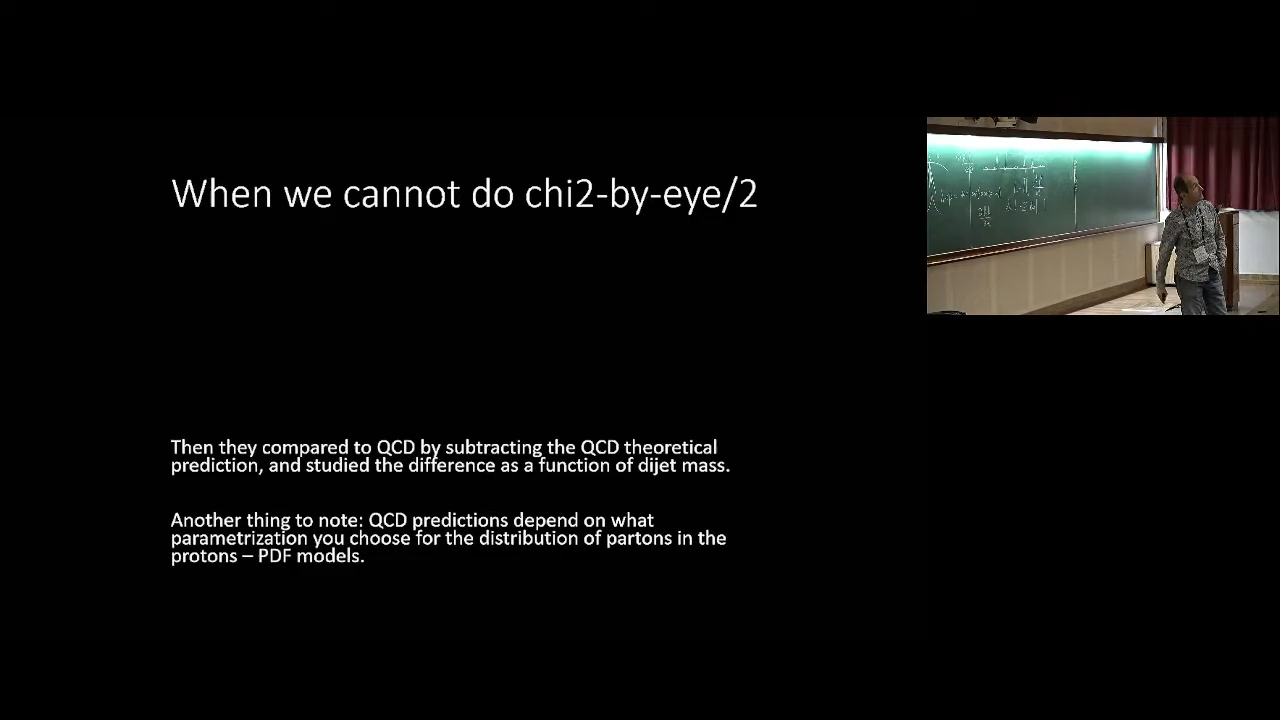 When we cannot do chi2-by-eye/2
Then they compared to QCD by subtracting the QCD theoretical
prediction, and studied the difference as a function of dijet mass.
Another thing to note: QCD predictions depend on what
parametrization you choose for the distribution of partons in the
protons – PDF models.